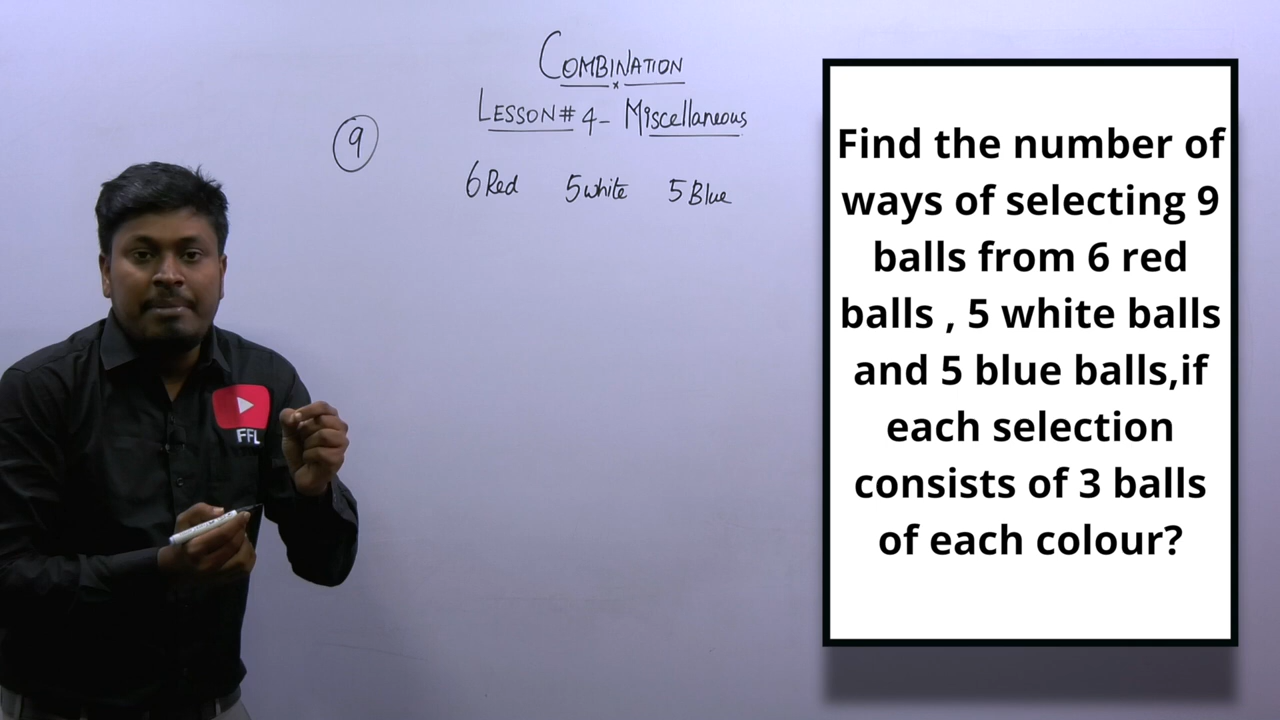 COMBINATION
LESSON# 4- Miscellaneous
9
6 Red 5 white 5 Blue
FFL
Find the number of
ways of selecting 9
balls from 6 red
balls , 5 white balls
and 5 blue balls,if
each selection
consists of 3 balls
of each colour?